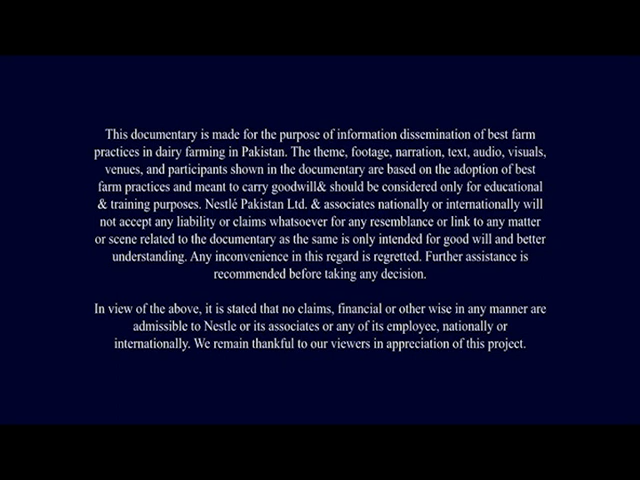 This documentary is made for the purpose of information dissemination of best farm
practices in dairy farming in Pakistan. The theme, footage, narration, text, audio, visuals,
venues, and participants shown in the documentary are based on the adoption of best
farm practices and meant to carry goodwill& should be considered only for educational
& training purposes. Nestlé Pakistan Ltd. & associates nationally or internationally will
not accept any liability or claims whatsoever for any resemblance or link to any matter
or scene related to the documentary as the same is only intended for good will and better
understanding. Any inconvenience in this regard is regretted. Further assistance is
recommended before taking any decision.
In view of the above, it is stated that no claims, financial or other wise in any manner are
admissible to Nestle or its associates or any of its employee, nationally or
internationally. We remain thankful to our viewers in appreciation of this project.